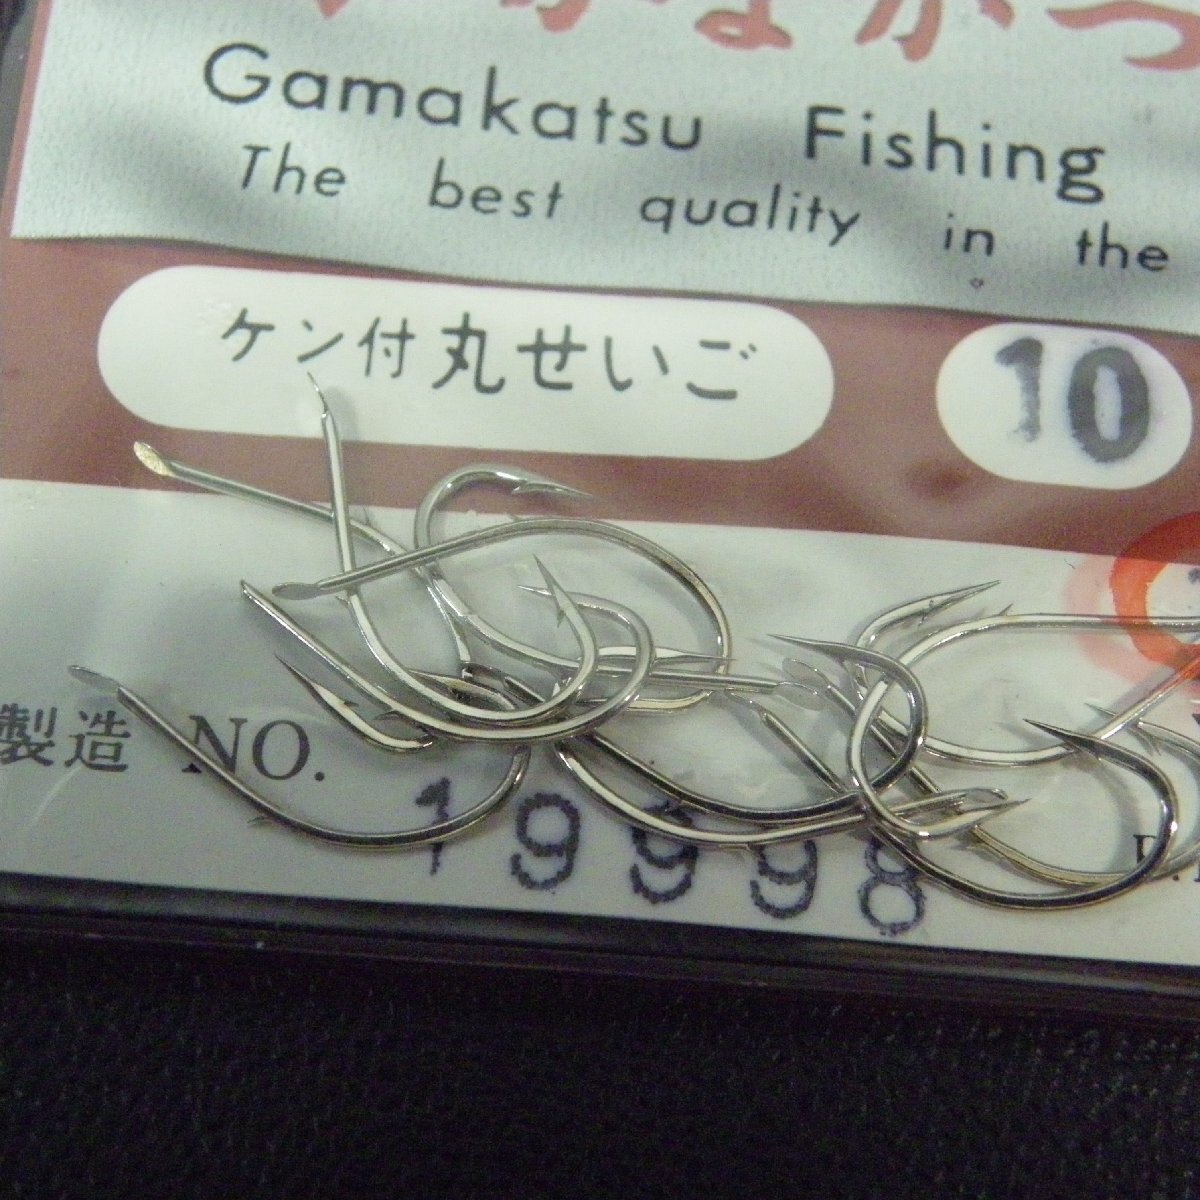 Gamakatsu Fishing
The best quality in the
ケン付 丸せいご 10
製造 NO. 19998